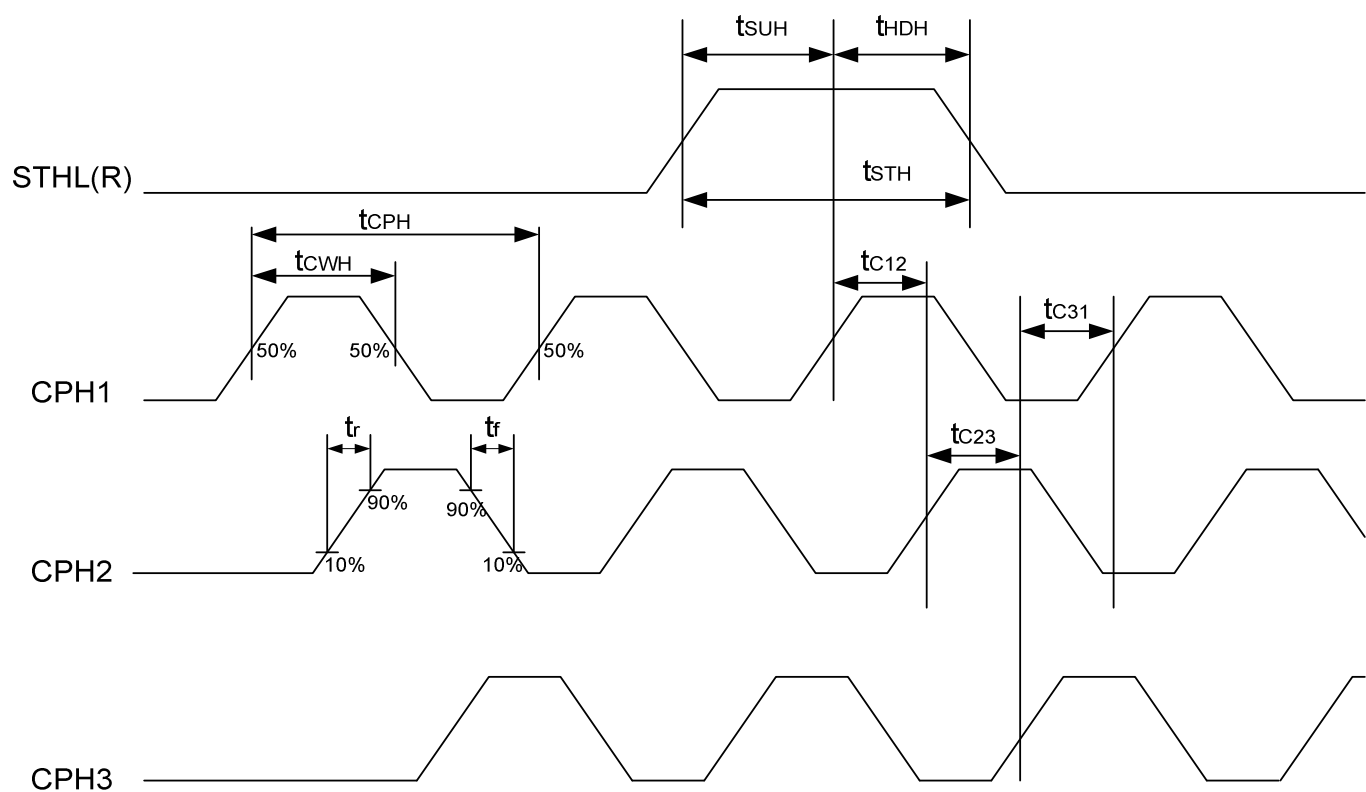 tSUH tHDH
STHL(R)
tSTH
tCPH
tCWH
tC12
tC31
50% 50% 50%
CPH1
tr tf
tC23
90% 90%
10% 10%
CPH2
CPH3